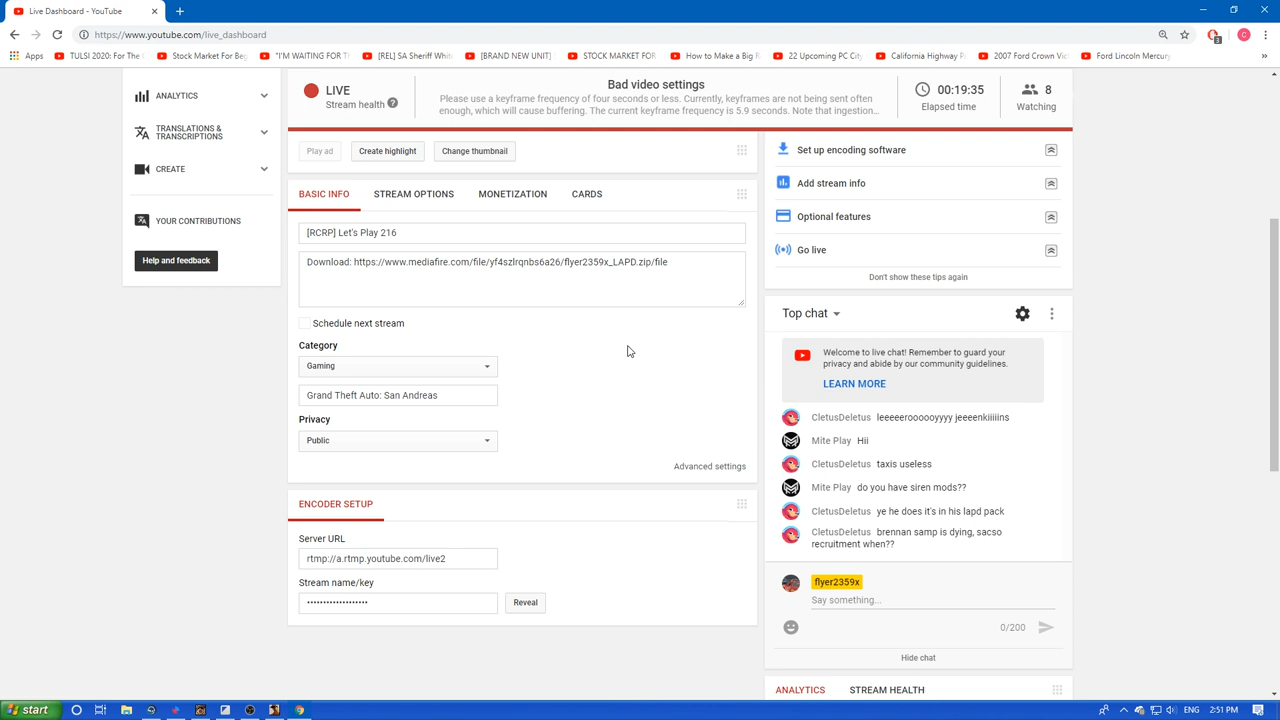 Live Dashboard - YouTube
https://www.youtube.com/live_dashboard
Apps
TULSI 2020: For The
Stock Market For Beg
"I'M WAITING FOR T
[REL] SA Sheriff Whit
[BRAND NEW UNIT]
STOCK MARKET FOR
How to Make a Big R
22 Upcoming PC City
California Highway P
2007 Ford Crown Vic
Ford Lincoln Mercury
»
ANALYTICS
TRANSLATIONS &
TRANSCRIPTIONS
CREATE
YOUR CONTRIBUTIONS
Help and feedback
LIVE
Stream health ?
Bad video settings
Please use a keyframe frequency of four seconds or less. Currently, keyframes are not being sent often
enough, which will cause buffering. The current keyframe frequency is 5.9 seconds. Note that ingestion...
00:19:35
Elapsed time
8
Watching
Play ad
Create highlight
Change thumbnail
BASIC INFO
STREAM OPTIONS
MONETIZATION
CARDS
[RCRP] Let's Play 216
Download: https://www.mediafire.com/file/yf4szlrqnbs6a26/flyer2359x_LAPD.zip/file
Schedule next stream
Category
Gaming
Grand Theft Auto: San Andreas
Privacy
Public
Advanced settings
ENCODER SETUP
Server URL
rtmp://a.rtmp.youtube.com/live2
Stream name/key
•••••••••••••••••••
Reveal
Set up encoding software
Add stream info
Optional features
Go live
Don't show these tips again
Top chat
Welcome to live chat! Remember to guard your
privacy and abide by our community guidelines.
LEARN MORE
CletusDeletus leeeeerooooyyyy jeeeenkiiiiins
Mite Play Hii
CletusDeletus taxis useless
Mite Play do you have siren mods??
CletusDeletus ye he does it's in his lapd pack
CletusDeletus brennan samp is dying, sacso
recruitment when??
flyer2359x
Say something...
0/200
Hide chat
ANALYTICS
STREAM HEALTH
start
ENG
2:51 PM